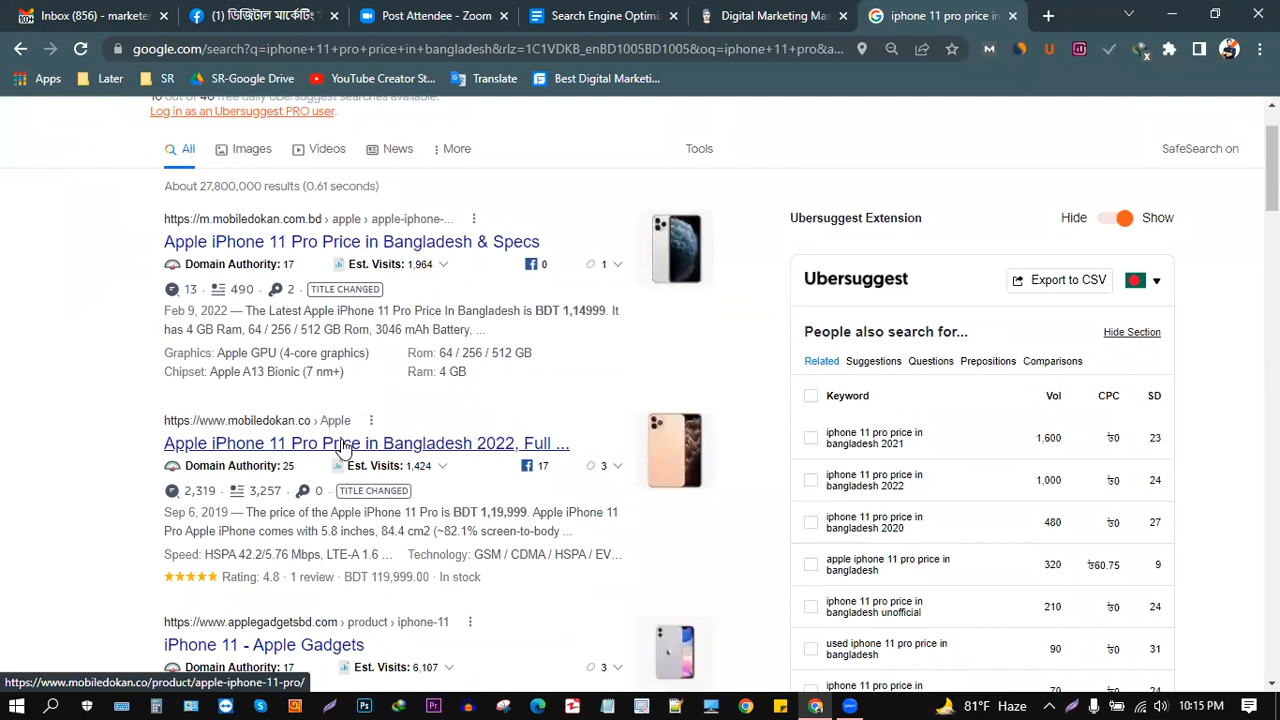 Inbox (856) - marketer
(1) ডিজিটাল মার্কেটিং
Post Attendee - Zoom
Search Engine Optimiz
Digital Marketing Mas
iphone 11 pro price in
google.com/search?q=iphone+11+pro+price+in+bangladesh&rlz=1C1VDKB_enBD1005BD1005&oq=iphone+11+pro&a...
Apps
Later
SR
SR-Google Drive
YouTube Creator St...
Translate
Best Digital Marketi...
10 out of 40 free daily Ubersuggest searches available.
Log in as an Ubersuggest PRO user.
All
Images
Videos
News
More
Tools
SafeSearch on
About 27,800,000 results (0.61 seconds)
https://m.mobiledokan.com.bd › apple › apple-iphone-...
Apple iPhone 11 Pro Price in Bangladesh & Specs
Domain Authority: 17 Est. Visits: 1,964 0 1
13 490 2 TITLE CHANGED
Feb 9, 2022 — The Latest Apple iPhone 11 Pro Price In Bangladesh is BDT 1,14999. It
has 4 GB Ram, 64 / 256 / 512 GB Rom, 3046 mAh Battery, ...
Graphics: Apple GPU (4-core graphics) Rom: 64 / 256 / 512 GB
Chipset: Apple A13 Bionic (7 nm+) Ram: 4 GB
https://www.mobiledokan.co › Apple
Apple iPhone 11 Pro Price in Bangladesh 2022, Full ...
Domain Authority: 25 Est. Visits: 1,424 17 3
2,319 3,257 0 TITLE CHANGED
Sep 6, 2019 — The price of the Apple iPhone 11 Pro is BDT 1,19,999. Apple iPhone 11
Pro Apple iPhone comes with 5.8 inches, 84.4 cm2 (~82.1% screen-to-body ...
Speed: HSPA 42.2/5.76 Mbps, LTE-A 1.6 ... Technology: GSM / CDMA / HSPA / EV...
Rating: 4.8 · 1 review · BDT 119,999.00 · In stock
https://www.applegadgetsbd.com › product › iphone-11
iPhone 11 - Apple Gadgets
Domain Authority: 17 Est. Visits: 6,107 3
Ubersuggest Extension Hide Show
Ubersuggest Export to CSV
People also search for... Hide Section
Related Suggestions Questions Prepositions Comparisons
Keyword Vol CPC SD
iphone 11 pro price in
bangladesh 2021 1,600 ৳0 23
iphone 11 pro price in
bangladesh 2022 1,000 ৳0 24
iphone 11 pro price in
bangladesh 2020 480 ৳0 27
apple iphone 11 pro price in
bangladesh 320 ৳60.75 9
iphone 11 pro price in
bangladesh unofficial 210 ৳0 24
used iphone 11 pro price in
bangladesh 90 ৳0 31
https://www.mobiledokan.co/product/apple-iphone-11-pro/
81°F Haze
10:15 PM